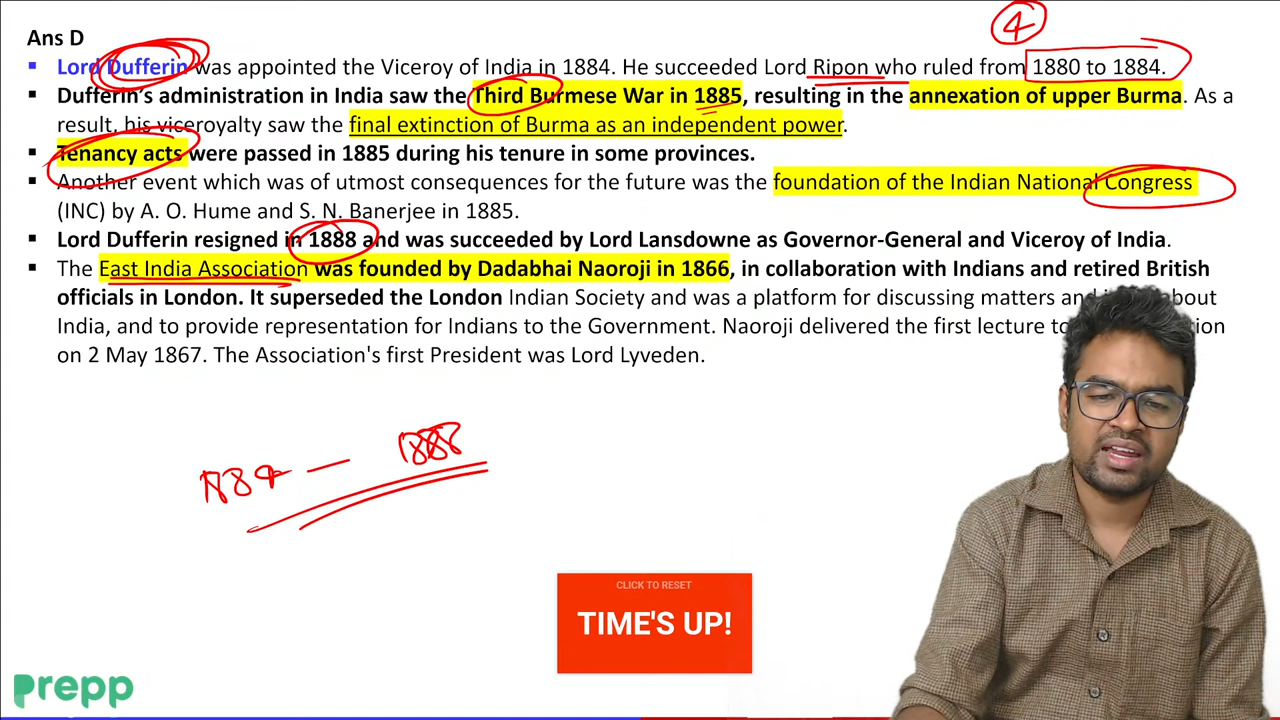 ④
Ans D
▪ Lord Dufferin was appointed the Viceroy of India in 1884. He succeeded Lord Ripon who ruled from 1880 to 1884.
▪ Dufferin's administration in India saw the Third Burmese War in 1885, resulting in the annexation of upper Burma. As a
result, his viceroyalty saw the final extinction of Burma as an independent power.
▪ Tenancy acts were passed in 1885 during his tenure in some provinces.
▪ Another event which was of utmost consequences for the future was the foundation of the Indian National Congress
(INC) by A. O. Hume and S. N. Banerjee in 1885.
▪ Lord Dufferin resigned in 1888 and was succeeded by Lord Lansdowne as Governor-General and Viceroy of India.
▪ The East India Association was founded by Dadabhai Naoroji in 1866, in collaboration with Indians and retired British
officials in London. It superseded the London Indian Society and was a platform for discussing matters and
India, and to provide representation for Indians to the Government. Naoroji delivered the first lecture to
on 2 May 1867. The Association's first President was Lord Lyveden.
1884 — 1888
CLICK TO RESET
TIME'S UP!
prepp